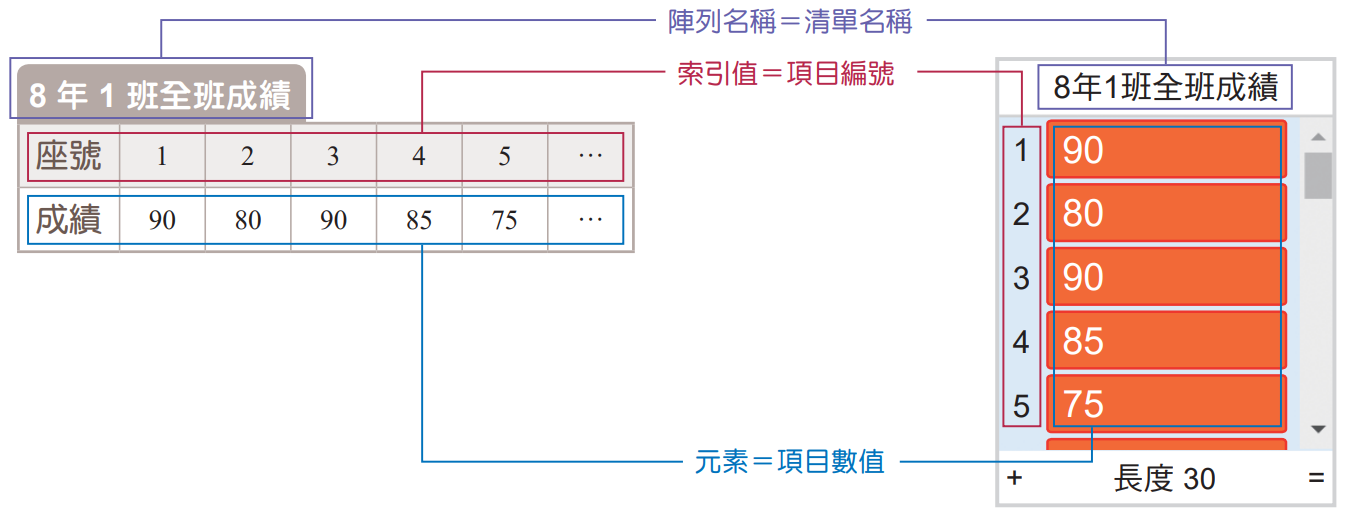 陣列名稱＝清單名稱
索引值＝項目編號
8 年 1 班全班成績
座號 1 2 3 4 5 …
成績 90 80 90 85 75 …
8年1班全班成績
1 90
2 80
3 90
4 85
5 75
元素＝項目數值
+ 長度 30 =